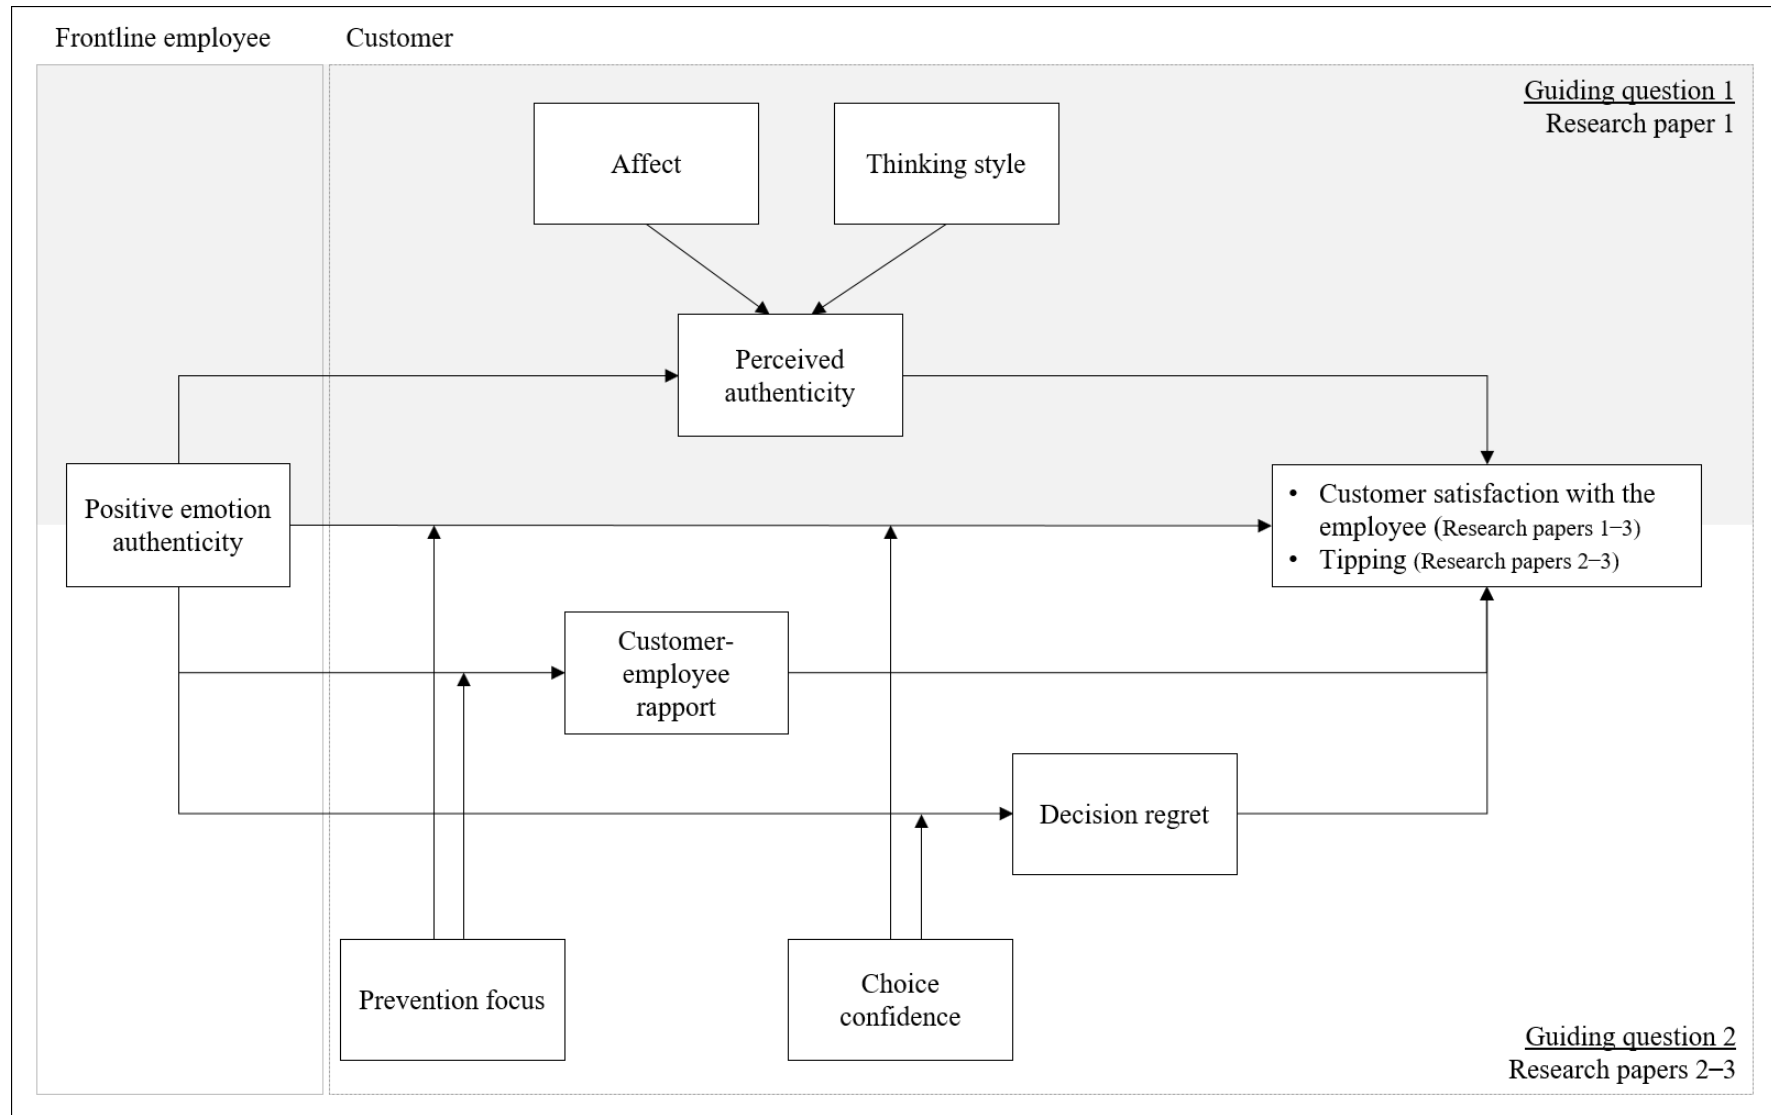 Frontline employee
Customer
Guiding question 1
Research paper 1
Affect
Thinking style
Perceived
authenticity
Positive emotion
authenticity
• Customer satisfaction with the
employee (Research papers 1–3)
• Tipping (Research papers 2–3)
Customer-
employee
rapport
Decision regret
Prevention focus
Choice
confidence
Guiding question 2
Research papers 2–3